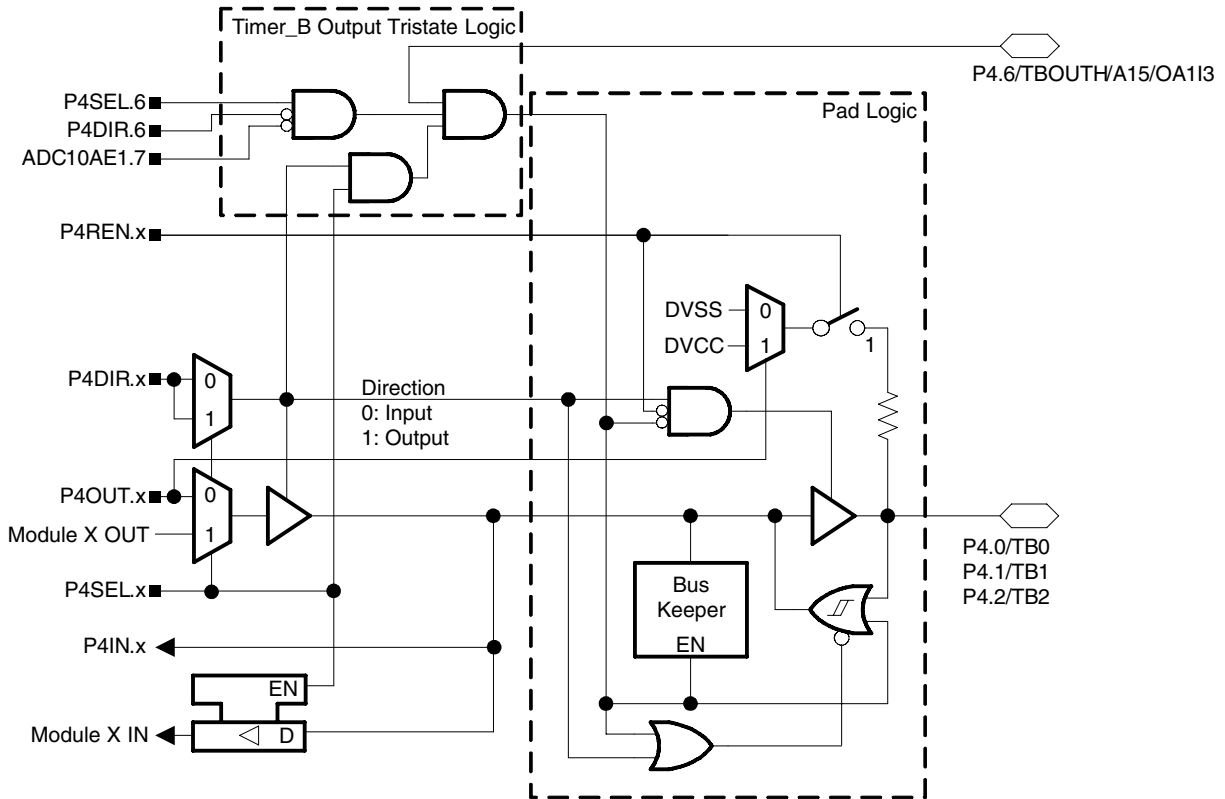 Timer_B Output Tristate Logic
P4.6/TBOUTH/A15/OA1I3
P4SEL.6
P4DIR.6
ADC10AE1.7
Pad Logic
P4REN.x
DVSS
0
DVCC
1
1
P4DIR.x
0
1
Direction
0: Input
1: Output
P4OUT.x
0
Module X OUT
1
P4.0/TB0
P4.1/TB1
P4.2/TB2
P4SEL.x
Bus
Keeper
EN
P4IN.x
EN
Module X IN
D